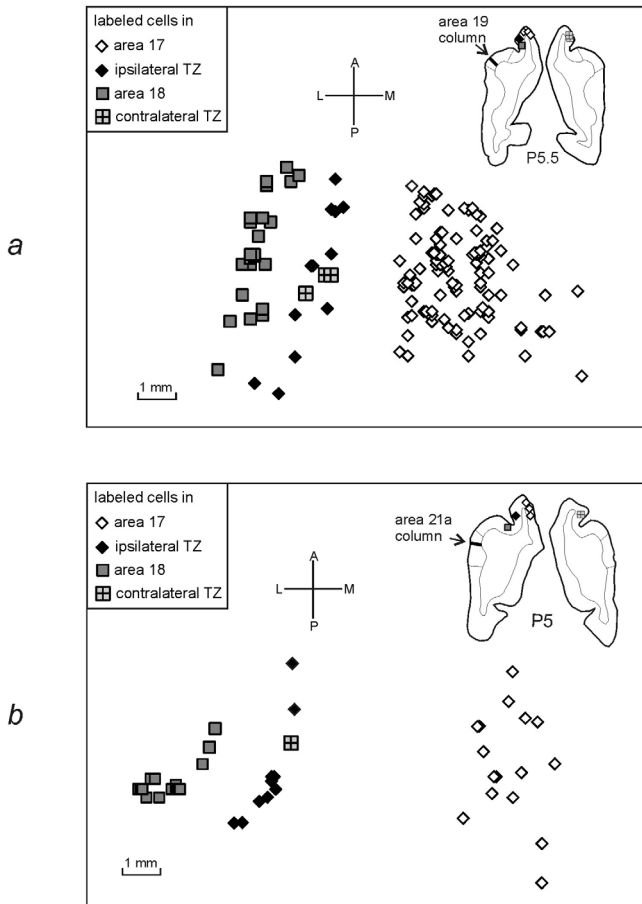 a
labeled cells in
area 17
ipsilateral TZ
area 18
contralateral TZ
A
L M
P
area 19
column
P5.5
1 mm
b
labeled cells in
area 17
ipsilateral TZ
area 18
contralateral TZ
A
L M
P
area 21a
column
P5
1 mm